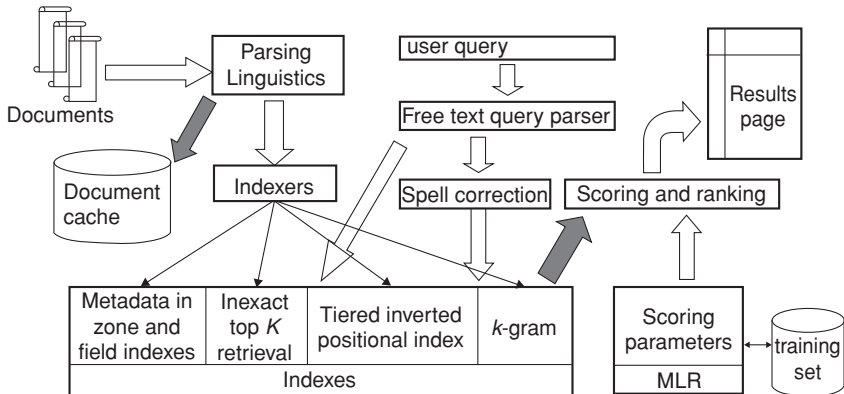 Documents
Parsing
Linguistics
user query
Free text query parser
Results
page
Document
cache
Indexers
Spell correction
Scoring and ranking
Metadata in
zone and
field indexes
Inexact
top K
retrieval
Tiered inverted
positional index
k-gram
Indexes
Scoring
parameters
MLR
training
set